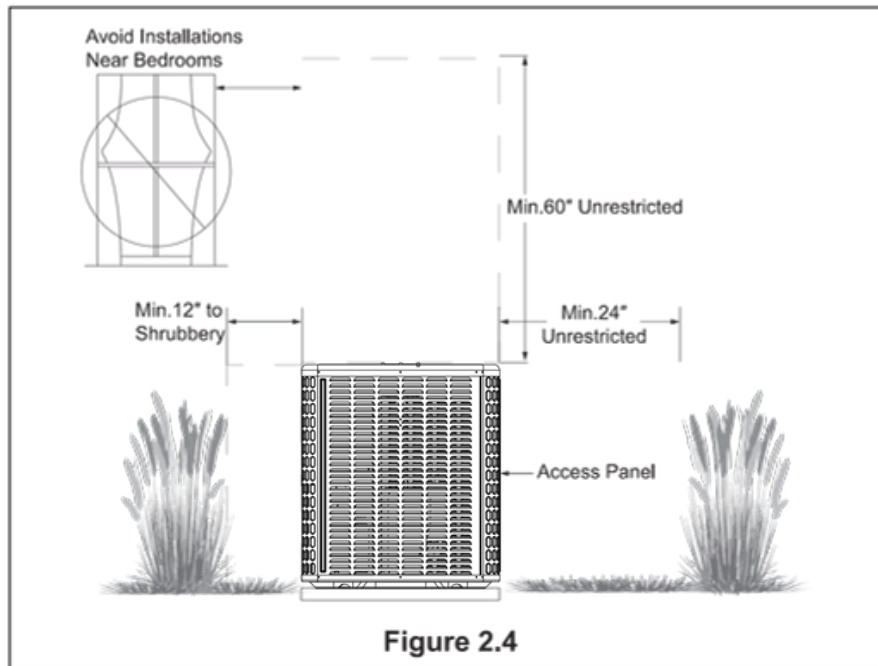 Avoid Installations
Near Bedrooms
Min.60" Unrestricted
Min.12" to
Shrubbery
Min.24"
Unrestricted
Access Panel
Figure 2.4